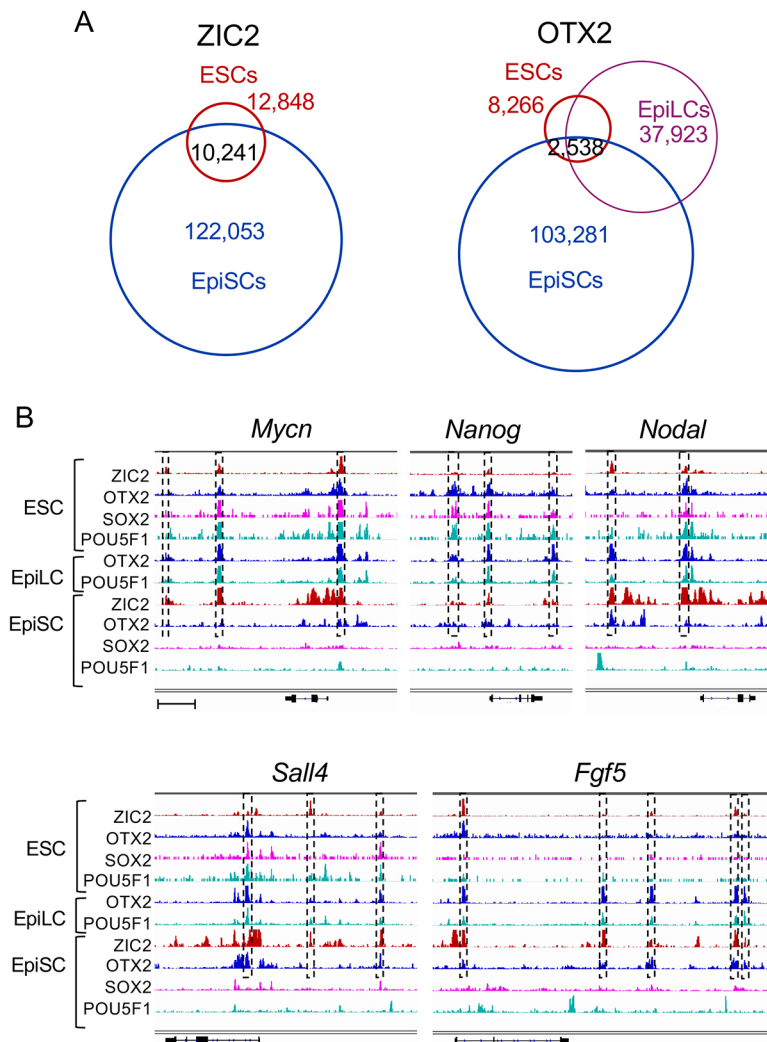 A
ZIC2
ESCs
12,848
10,241
122,053
EpiSCs
OTX2
ESCs
8,266
EpiLCs
37,923
2,538
103,281
EpiSCs
B
Mycn Nanog Nodal
ESC
ZIC2
OTX2
SOX2
POU5F1
EpiLC
OTX2
POU5F1
EpiSC
ZIC2
OTX2
SOX2
POU5F1
Sall4 Fgf5
ESC
ZIC2
OTX2
SOX2
POU5F1
EpiLC
OTX2
POU5F1
EpiSC
ZIC2
OTX2
SOX2
POU5F1